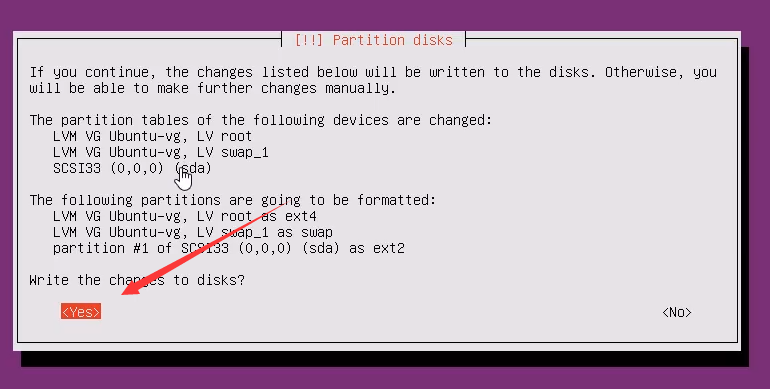 [!!] Partition disks
If you continue, the changes listed below will be written to the disks. Otherwise, you
will be able to make further changes manually.
The partition tables of the following devices are changed:
LVM VG Ubuntu-vg, LV root
LVM VG Ubuntu-vg, LV swap_1
SCSI33 (0,0,0) (sda)
The following partitions are going to be formatted:
LVM VG Ubuntu-vg, LV root as ext4
LVM VG Ubuntu-vg, LV swap_1 as swap
partition #1 of SCSI33 (0,0,0) (sda) as ext2
Write the changes to disks?
<Yes> <No>